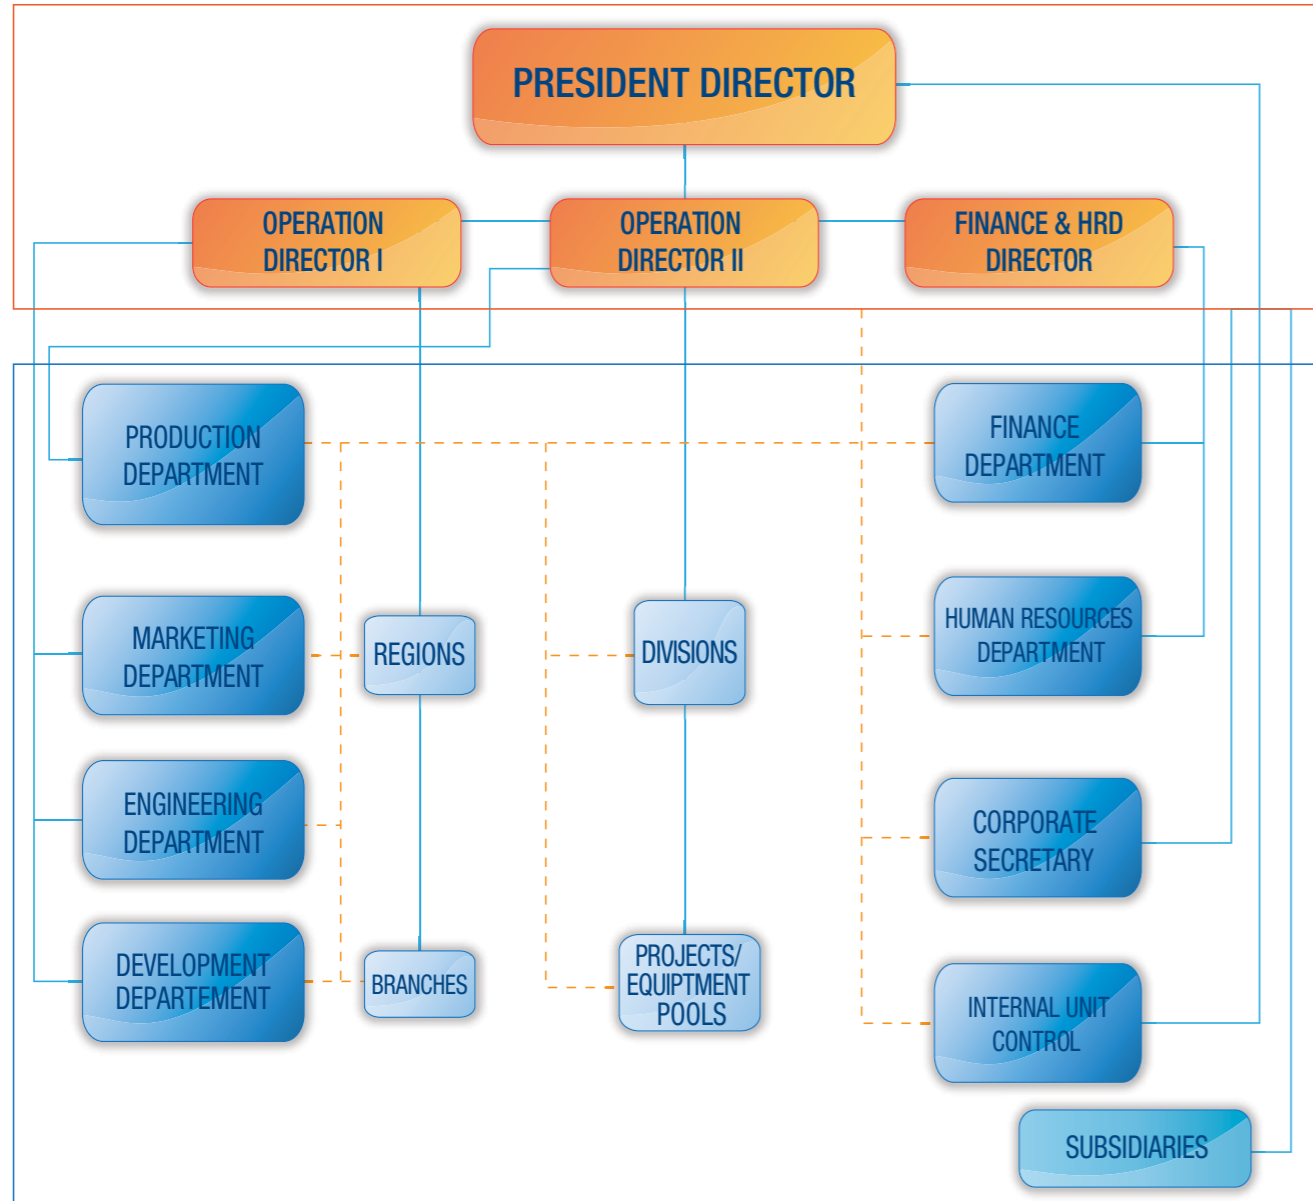 PRESIDENT DIRECTOR
OPERATION
DIRECTOR I
OPERATION
DIRECTOR II
FINANCE & HRD
DIRECTOR
PRODUCTION
DEPARTMENT
FINANCE
DEPARTMENT
MARKETING
DEPARTMENT
REGIONS
DIVISIONS
HUMAN RESOURCES
DEPARTMENT
ENGINEERING
DEPARTMENT
CORPORATE
SECRETARY
DEVELOPMENT
DEPARTEMENT
BRANCHES
PROJECTS/
EQUIPTMENT
POOLS
INTERNAL UNIT
CONTROL
SUBSIDIARIES